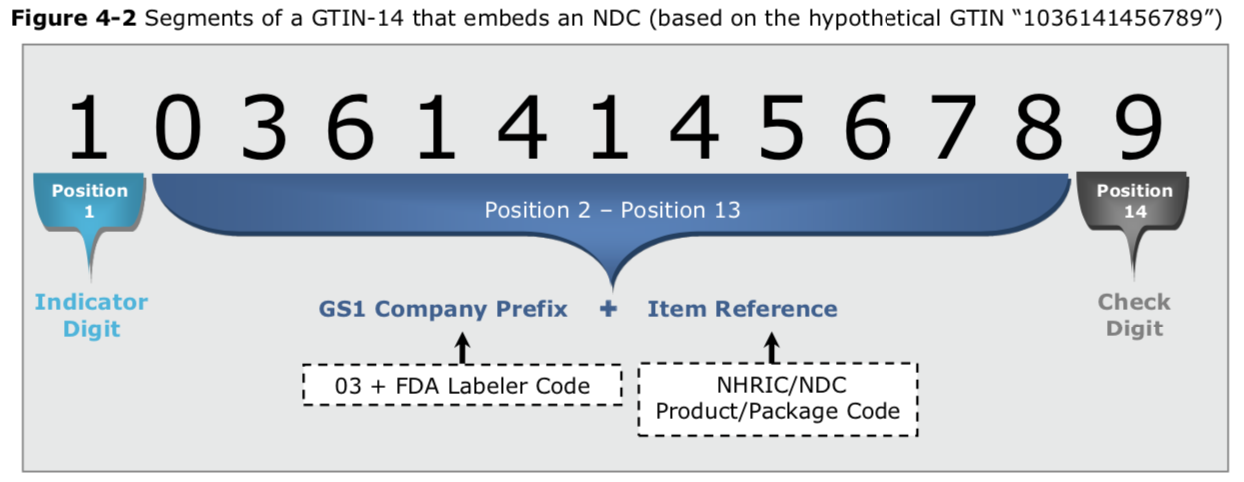 Figure 4-2 Segments of a GTIN-14 that embeds an NDC (based on the hypothetical GTIN “1036141456789”)
1 0 3 6 1 4 1 4 5 6 7 8 9
Position
1
Position 2 – Position 13
Position
14
Indicator
Digit
GS1 Company Prefix + Item Reference
Check
Digit
03 + FDA Labeler Code
NHRIC/NDC
Product/Package Code